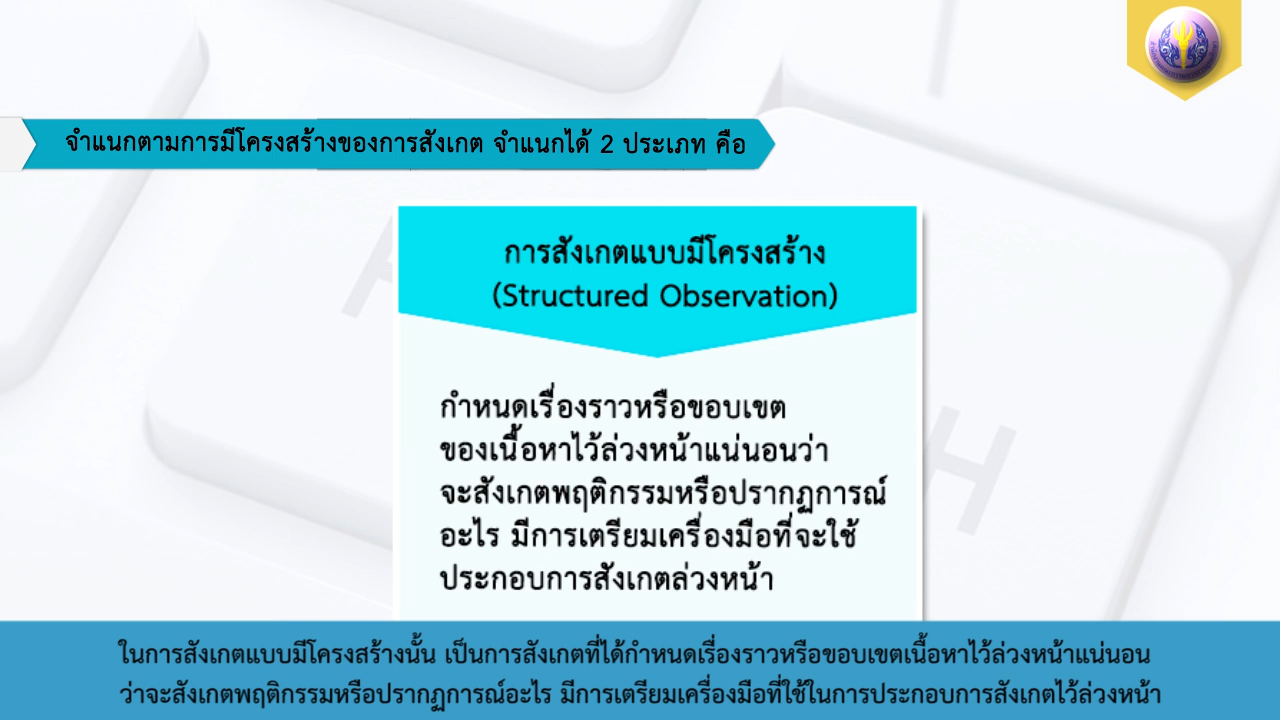 จำแนกตามการมีโครงสร้างของการสังเกต จำแนกได้ 2 ประเภท คือ
การสังเกตแบบมีโครงสร้าง
(Structured Observation)
กำหนดเรื่องราวหรือขอบเขต
ของเนื้อหาไว้ล่วงหน้าแน่นอนว่า
จะสังเกตพฤติกรรมหรือปรากฏการณ์
อะไร มีการเตรียมเครื่องมือที่จะใช้
ประกอบการสังเกตล่วงหน้า
ในการสังเกตแบบมีโครงสร้างนั้น เป็นการสังเกตที่ได้กำหนดเรื่องราวหรือขอบเขตเนื้อหาไว้ล่วงหน้าแน่นอน
ว่าจะสังเกตพฤติกรรมหรือปรากฏการณ์อะไร มีการเตรียมเครื่องมือที่ใช้ในการประกอบการสังเกตไว้ล่วงหน้า